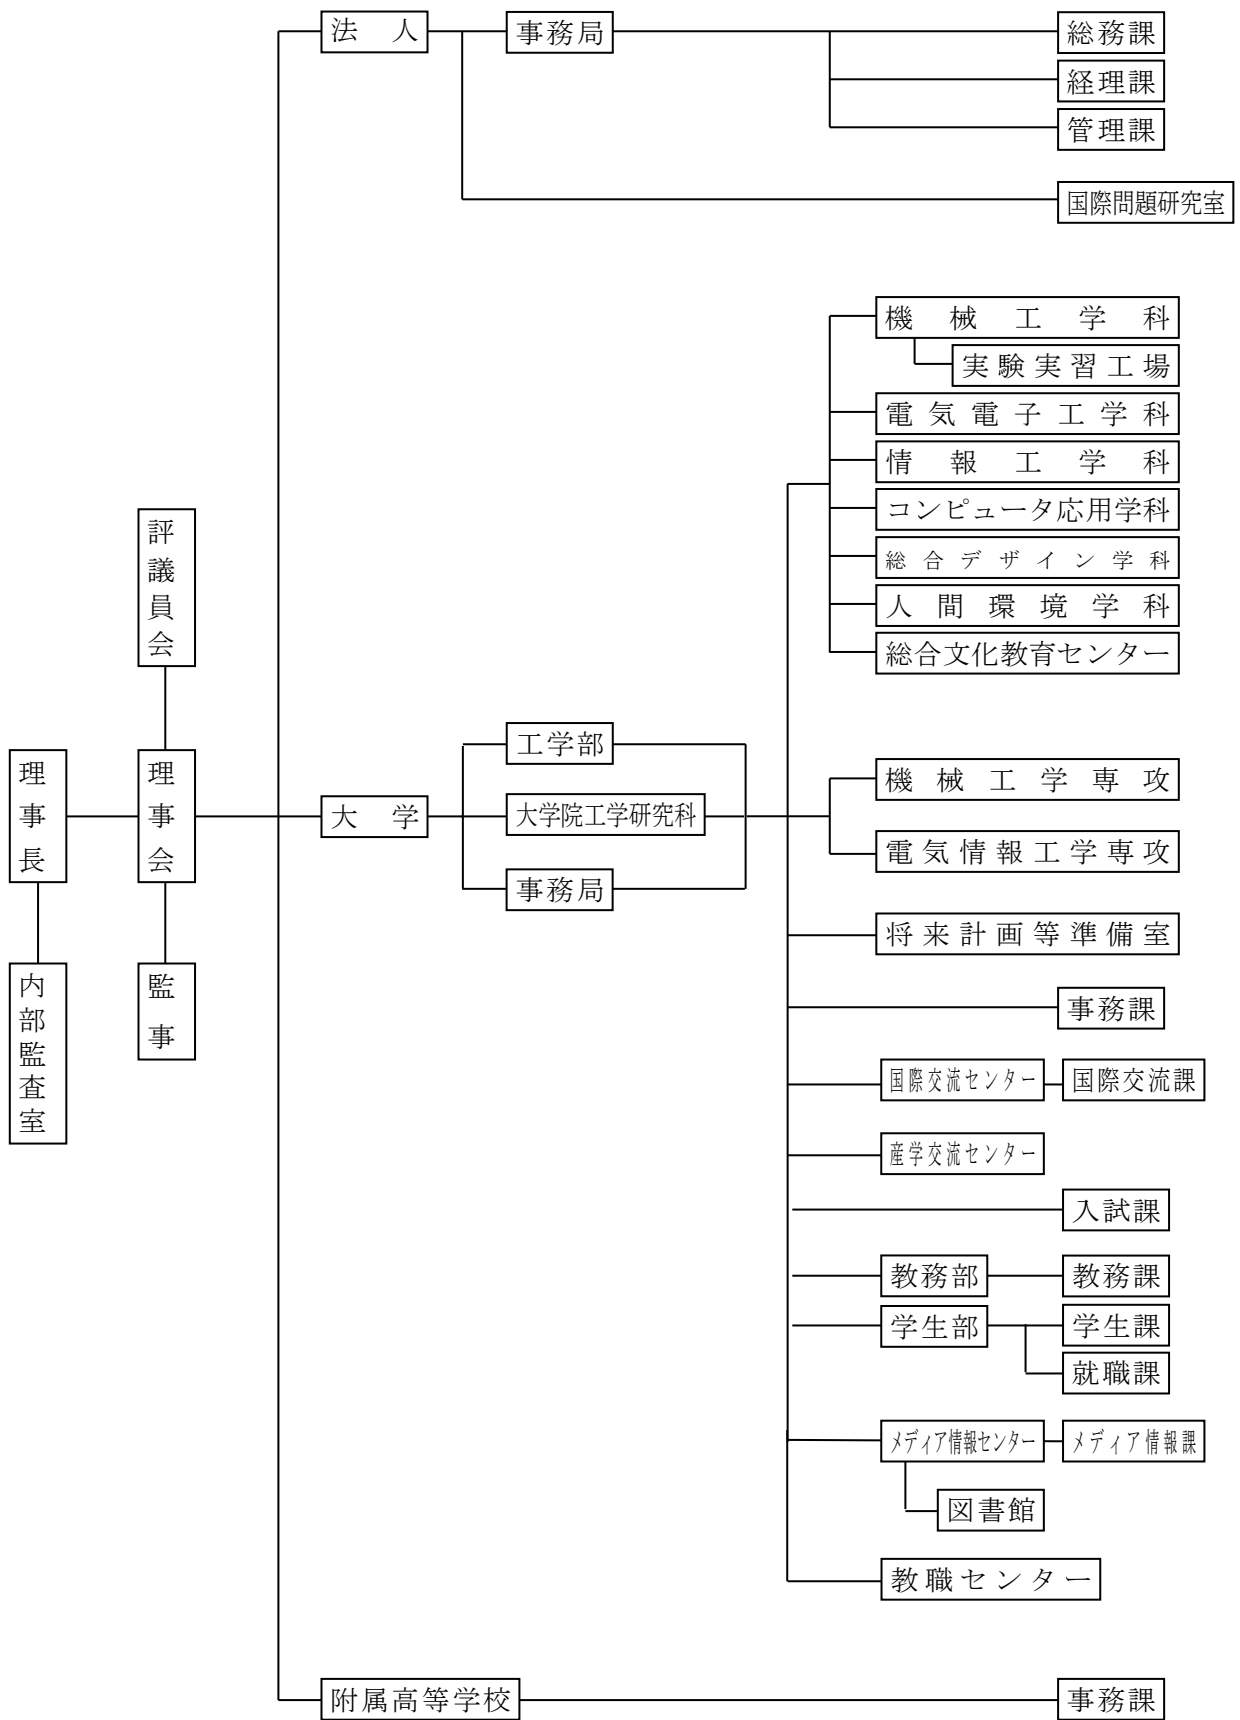 法人
事務局
総務課
経理課
管理課
国際問題研究室
機械工学科
実験実習工場
電気電子工学科
情報工学科
コンピュータ応用学科
総合デザイン学科
人間環境学科
総合文化教育センター
評議員会
理事長
理事会
大学
工学部
大学院工学研究科
事務局
機械工学専攻
電気情報工学専攻
将来計画等準備室
内部監査室
監事
事務課
国際交流センター
国際交流課
産学交流センター
入試課
教務部
教務課
学生部
学生課
就職課
メディア情報センター
メディア情報課
図書館
教職センター
附属高等学校
事務課